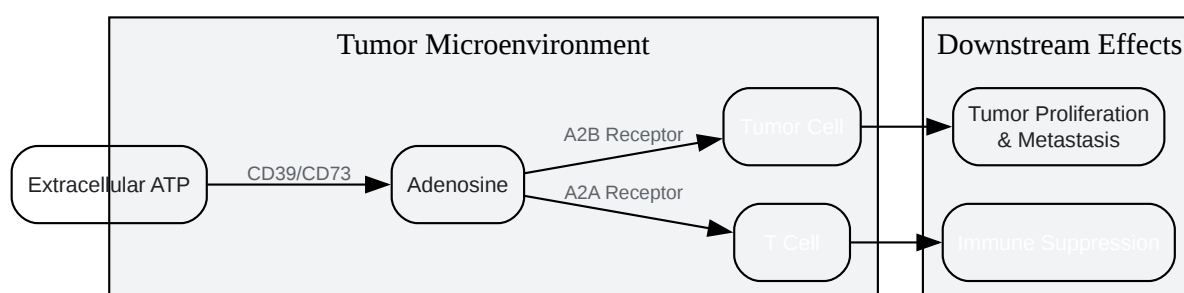 Tumor Microenvironment
Downstream Effects
Extracellular ATP
CD39/CD73
Adenosine
A2B Receptor
A2A Receptor
Tumor Cell
T Cell
Tumor Proliferation
& Metastasis
Immune Suppression